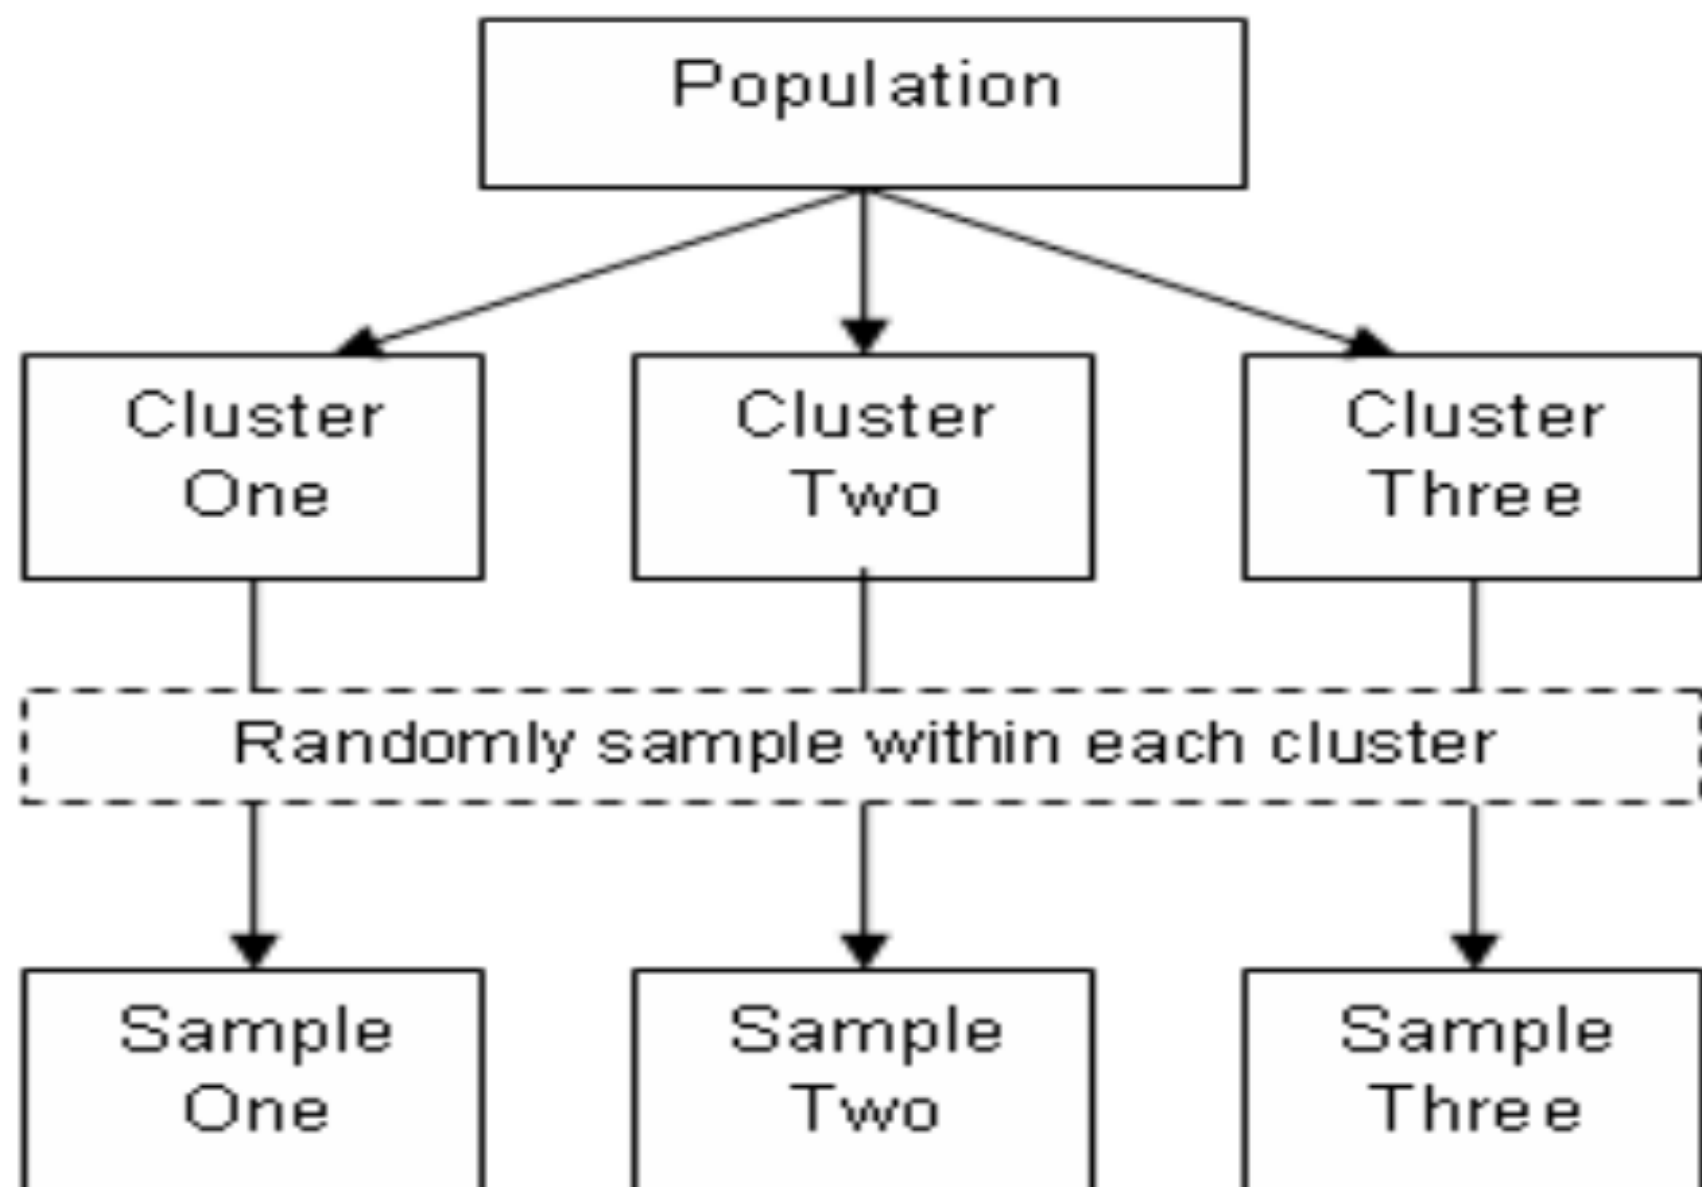 Population
Cluster
One
Cluster
Two
Cluster
Three
Randomly sample within each cluster
Sample
One
Sample
Two
Sample
Three